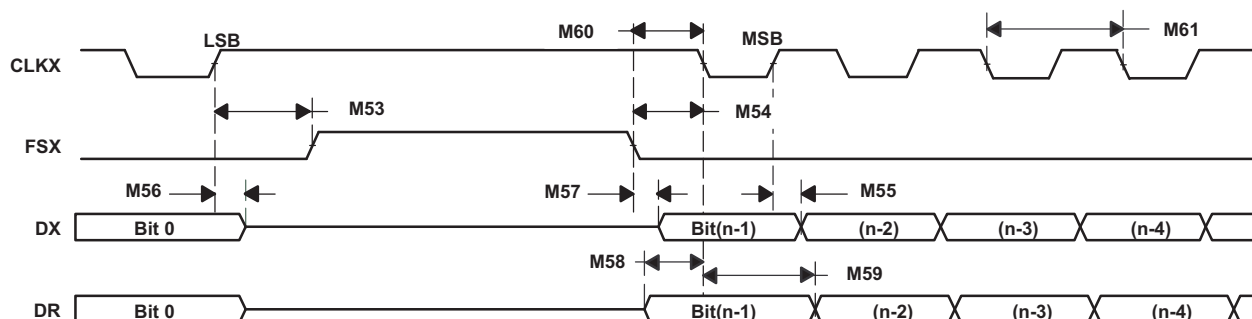 M60
LSB
MSB
M61
CLKX
M53
M54
FSX
M56
M57
M55
DX
Bit 0
Bit(n-1)
(n-2)
(n-3)
(n-4)
M58
M59
DR
Bit 0
Bit(n-1)
(n-2)
(n-3)
(n-4)